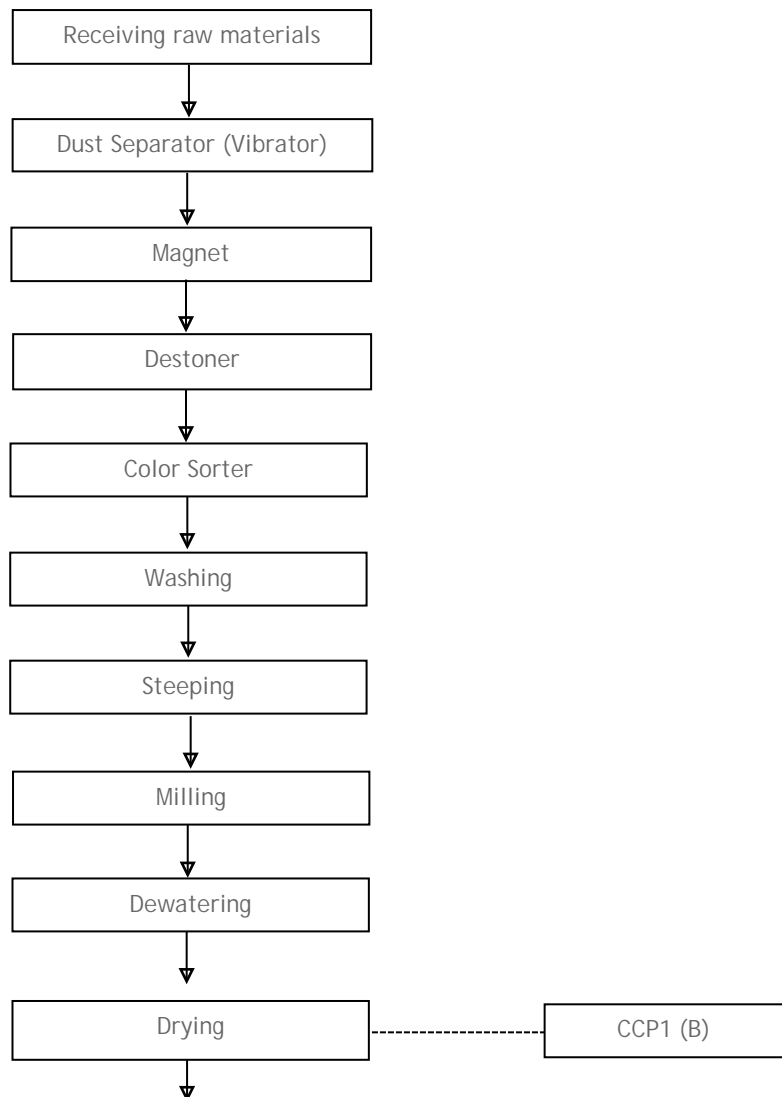 Receiving raw materials
Dust Separator (Vibrator)
Magnet
Destoner
Color Sorter
Washing
Steeping
Milling
Dewatering
Drying
CCP1 (B)